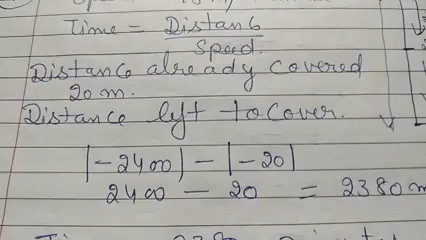 Time = Distance
Speed.
Distance already covered
20 m.
Distance left to cover.
|-2400| - |-20|
2400 - 20 = 2380 m